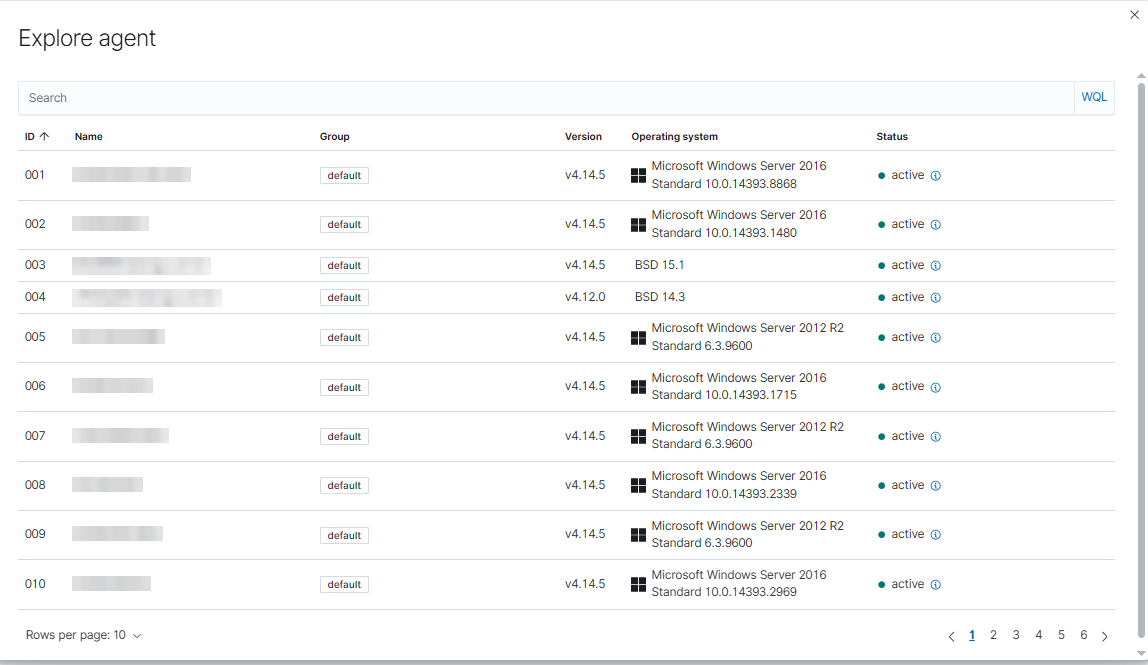 Explore agent
Search WQL
ID Name Group Version Operating system Status
001 default v4.14.5 Microsoft Windows Server 2016 active
Standard 10.0.14393.8868
002 default v4.14.5 Microsoft Windows Server 2016 active
Standard 10.0.14393.1480
003 default v4.14.5 BSD 15.1 active
004 default v4.12.0 BSD 14.3 active
005 default v4.14.5 Microsoft Windows Server 2012 R2 active
Standard 6.3.9600
006 default v4.14.5 Microsoft Windows Server 2016 active
Standard 10.0.14393.1715
007 default v4.14.5 Microsoft Windows Server 2012 R2 active
Standard 6.3.9600
008 default v4.14.5 Microsoft Windows Server 2016 active
Standard 10.0.14393.2339
009 default v4.14.5 Microsoft Windows Server 2012 R2 active
Standard 6.3.9600
010 default v4.14.5 Microsoft Windows Server 2016 active
Standard 10.0.14393.2969
Rows per page: 10 1 2 3 4 5 6